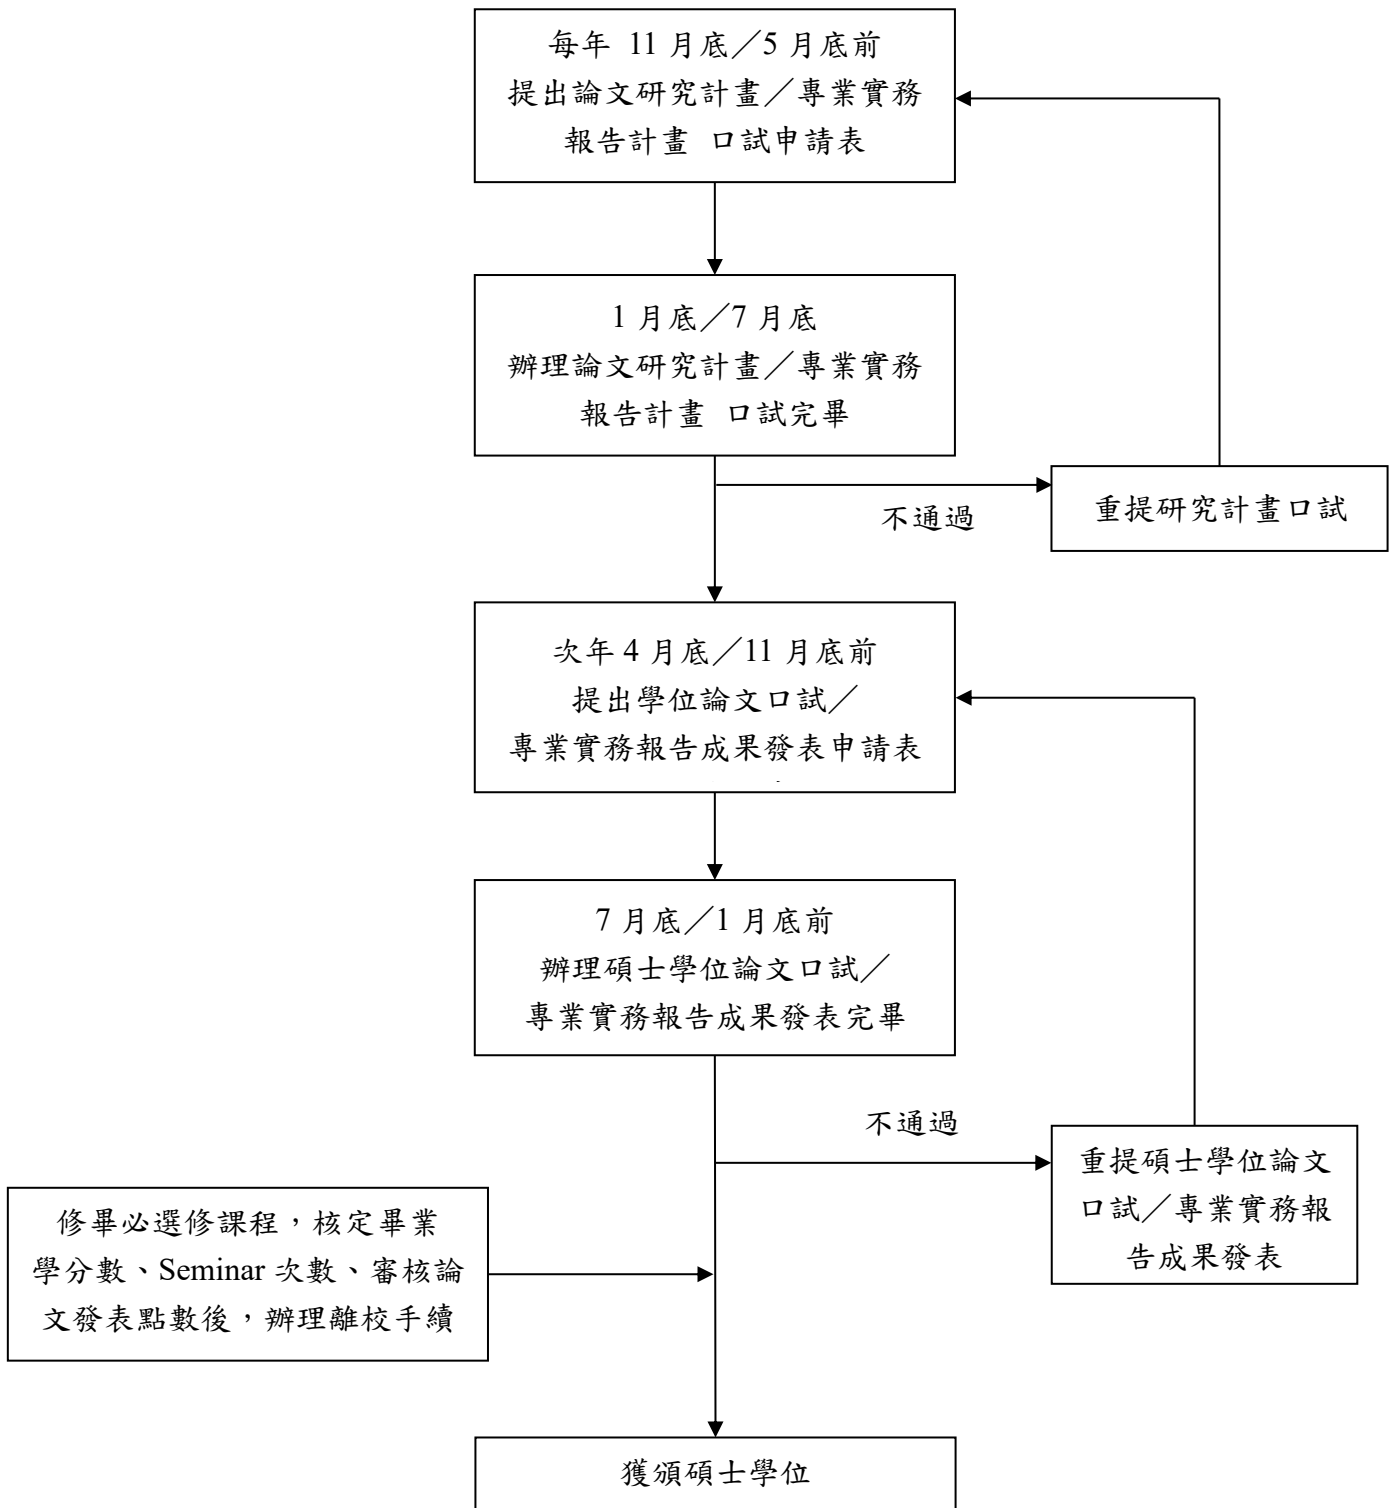 每年 11 月底／5 月底前
提出論文研究計畫／專業實務
報告計畫 口試申請表
1 月底／7 月底
辦理論文研究計畫／專業實務
報告計畫 口試完畢
不通過
重提研究計畫口試
次年 4 月底／11 月底前
提出學位論文口試／
專業實務報告成果發表申請表
7 月底／1 月底前
辦理碩士學位論文口試／
專業實務報告成果發表完畢
不通過
重提碩士學位論文
口試／專業實務報
告成果發表
修畢必選修課程，核定畢業
學分數、Seminar 次數、審核論
文發表點數後，辦理離校手續
獲頒碩士學位